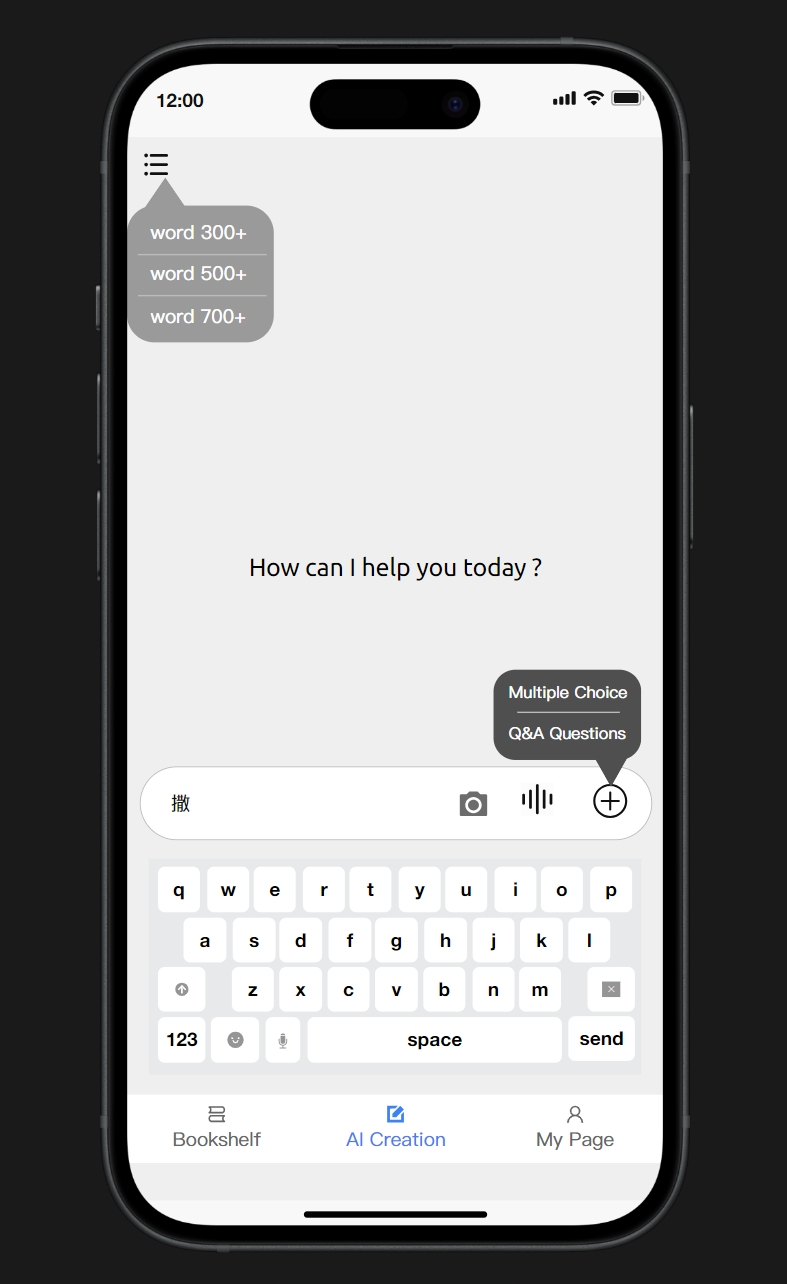 12:00
word 300+
word 500+
word 700+
How can I help you today ?
Multiple Choice
Q&A Questions
撒
q w e r t y u i o p
a s d f g h j k l
z x c v b n m
123 space send
Bookshelf AI Creation My Page